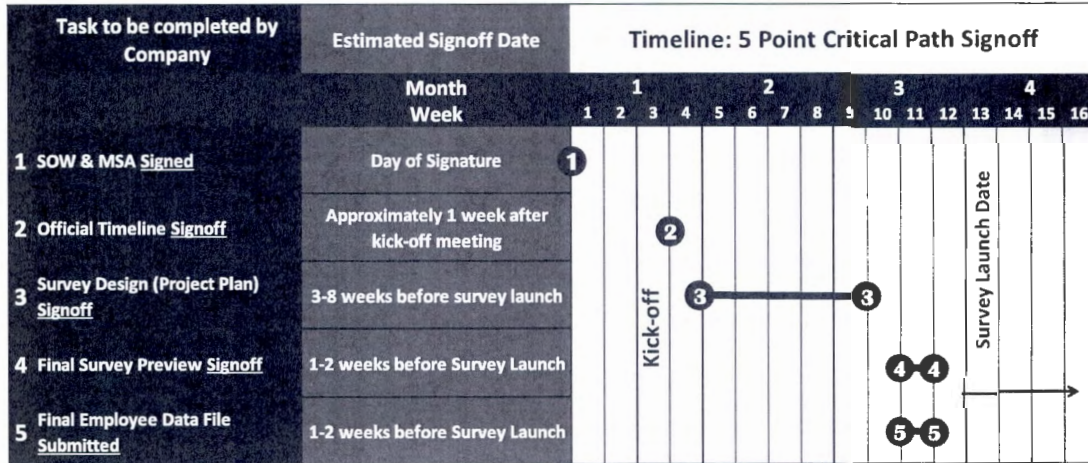 Task to be completed by
Company
Estimated Signoff Date
Timeline: 5 Point Critical Path Signoff
Month 1 2 3 4
Week 1 2 3 4 5 6 7 8 9 10 11 12 13 14 15 16
1 SOW & MSA Signed
Day of Signature
1
2 Official Timeline Signoff
Approximately 1 week after
kick-off meeting
2
3 Survey Design (Project Plan)
Signoff
3-8 weeks before survey launch
3 3
4 Final Survey Preview Signoff
1-2 weeks before Survey Launch
4 4
5 Final Employee Data File
Submitted
1-2 weeks before Survey Launch
5 5
Kick-off
Survey Launch Date